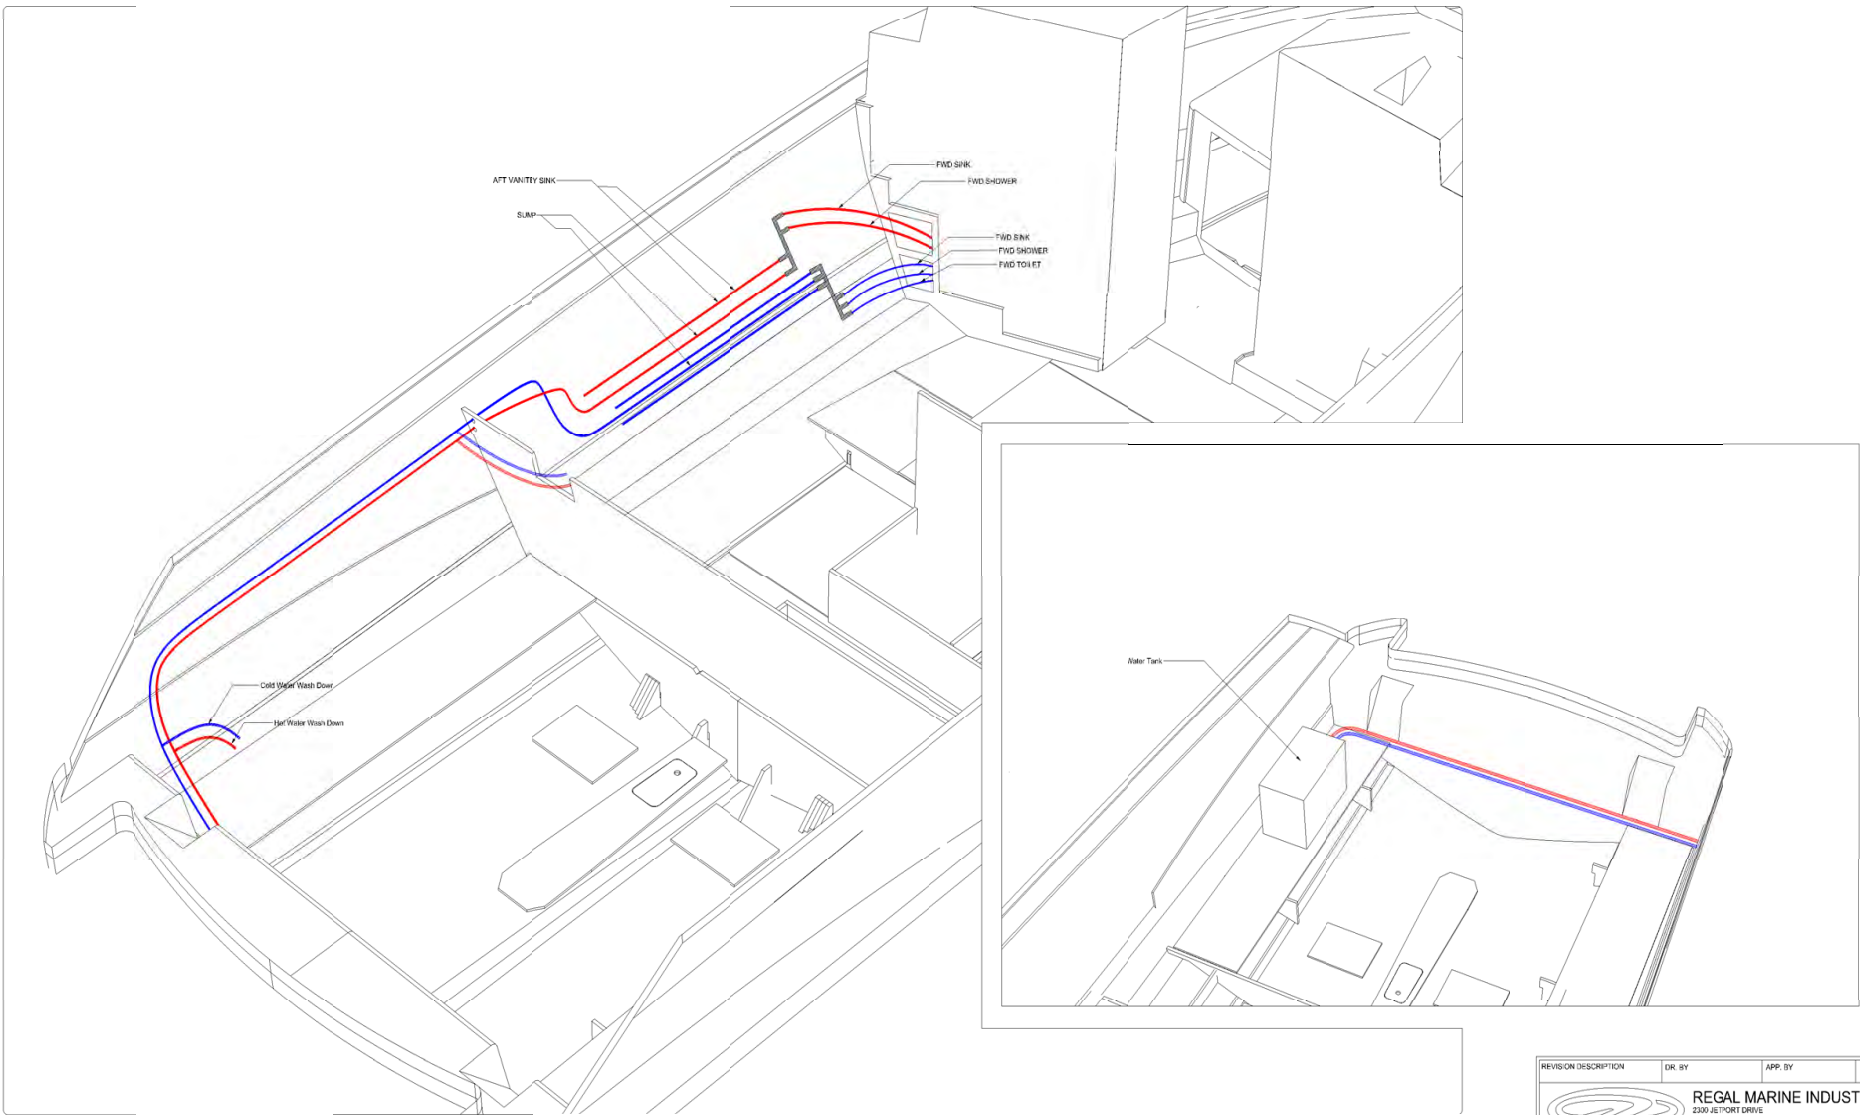 FWD SINK
FWD SHOWER
AFT VANITIY SINK
SUMP
FWD SINK
FWD SHOWER
FWD TOILET
Water Tank
Cold Water Wash Down
Hot Water Wash Down
REVISION DESCRIPTION
DR. BY
APP. BY
REGAL MARINE INDUST
2300 JETPORT DRIVE